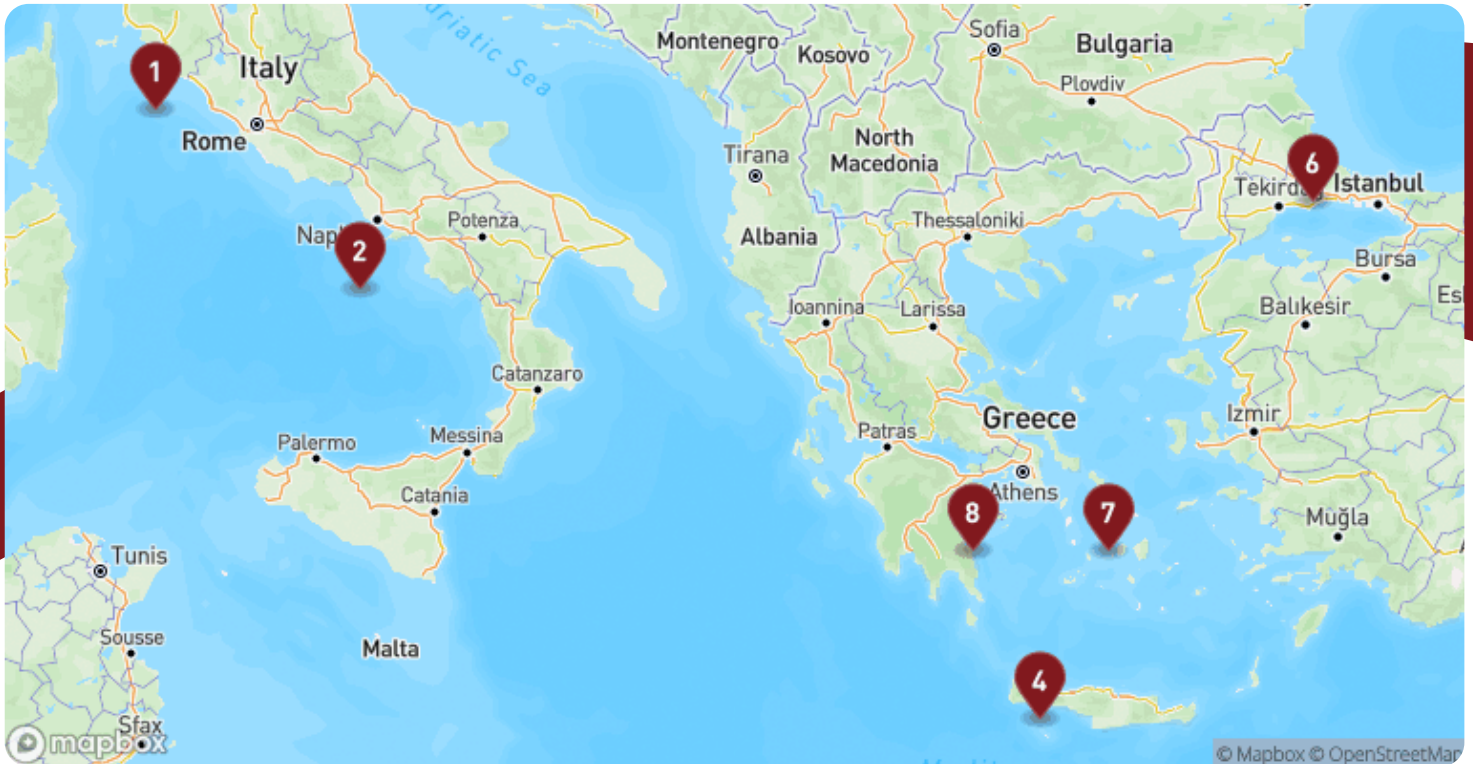 Adriatic Sea
Sofia
Montenegro
Kosovo
Bulgaria
1
Italy
Plovdiv
Rome
North
Macedonia
Tirana
6
Istanbul
Potenza
Thessaloniki
Albania
2
Bursa
Ioannina
Larissa
Balıkesir
Catanzaro
Izmir
Greece
Patras
Messina
Palermo
Athens
Catania
8
7
Muğla
Tunis
Sousse
Malta
4
Sfax
mapbox
© Mapbox © OpenStreetMap